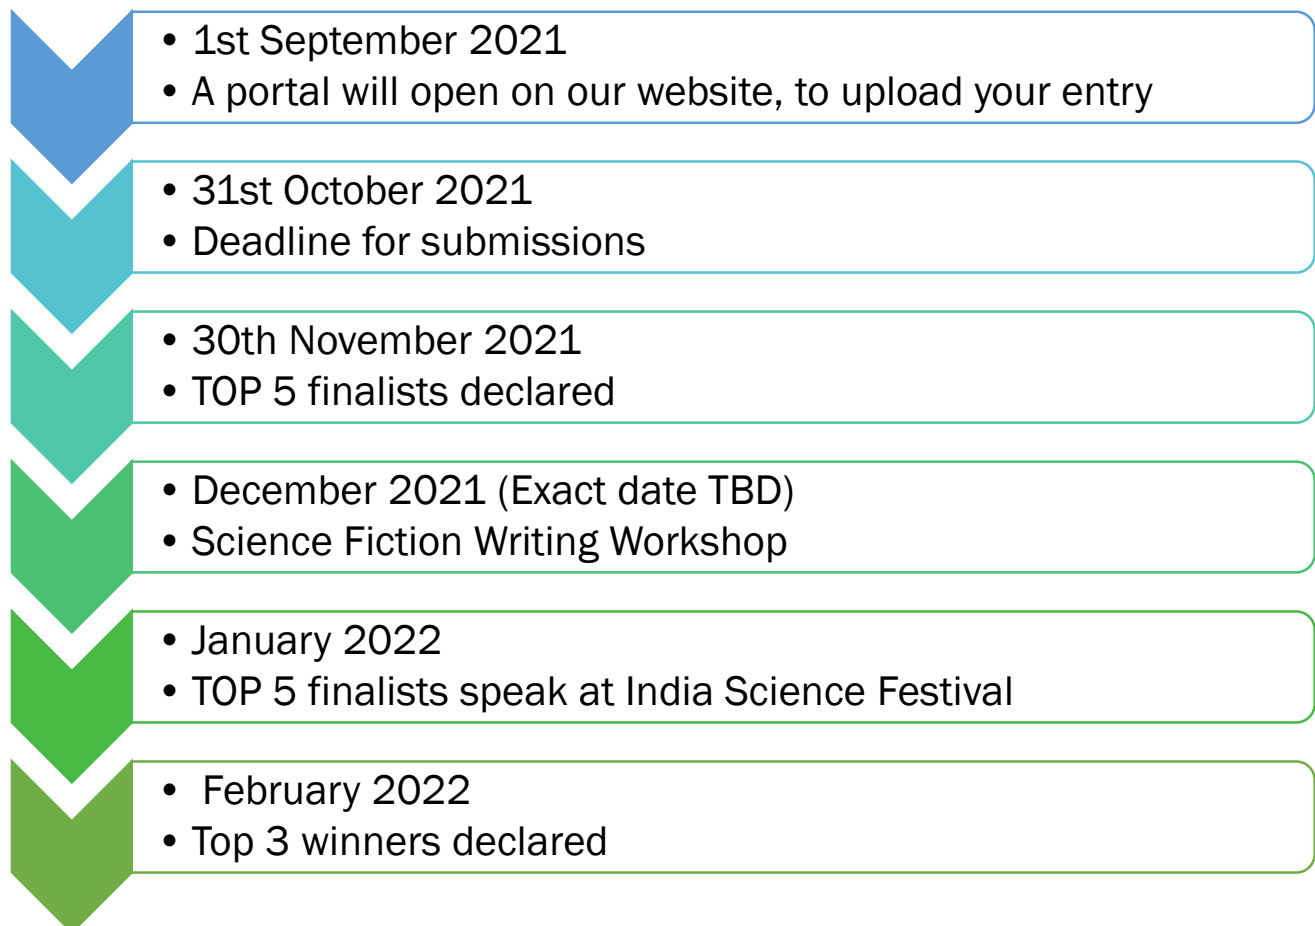 • 1st September 2021
• A portal will open on our website, to upload your entry
• 31st October 2021
• Deadline for submissions
• 30th November 2021
• TOP 5 finalists declared
• December 2021 (Exact date TBD)
• Science Fiction Writing Workshop
• January 2022
• TOP 5 finalists speak at India Science Festival
• February 2022
• Top 3 winners declared